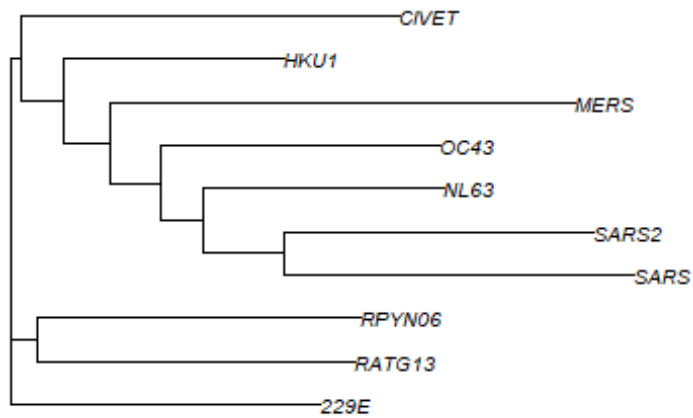 CIVET
HKU1
MERS
OC43
NL63
SARS2
SARS
RPYN06
RATG13
229E